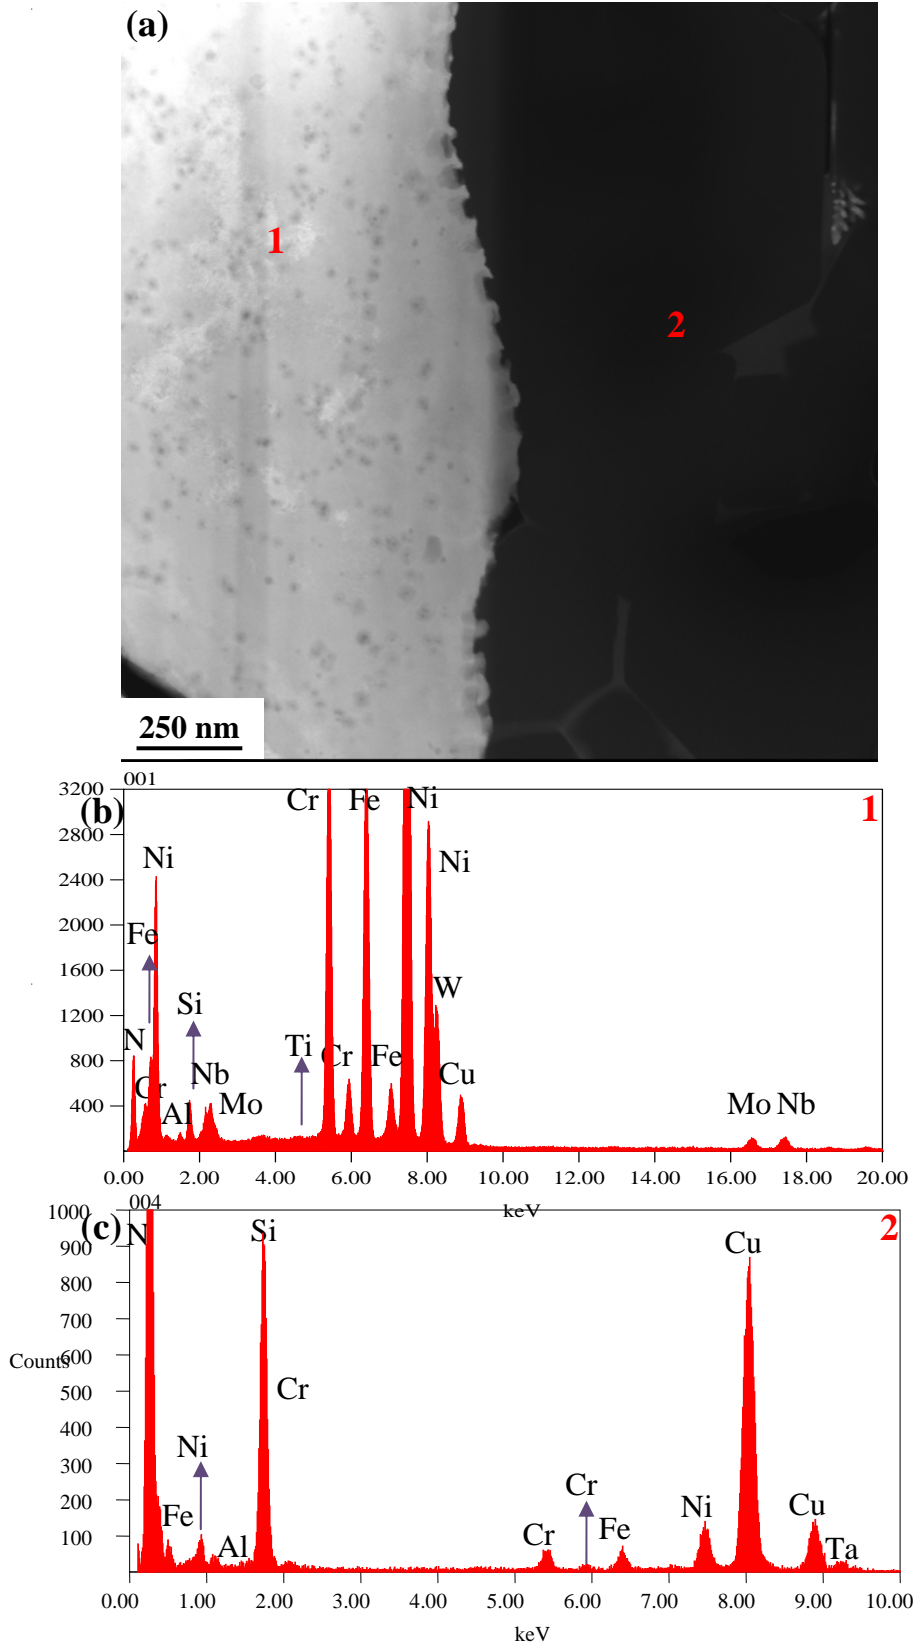 (a)
1
2
250 nm
001
(b)
1
3200
2800
2400
2000
1600
1200
800
400
Cr Fe Ni
Ni
Ni
Fe
Si
W
N
Ti
Cr Fe
Cu
Cr
Nb
Al
Mo
Mo Nb
0.00 2.00 4.00 6.00 8.00 10.00 12.00 14.00 16.00 18.00 20.00
keV
004
(c)
2
1000
900
800
700
600
500
400
300
200
100
Counts
N
Si
Cu
Cr
Ni
Cr
Ni
Cu
Fe
Cr
Fe
Al
Ta
0.00 1.00 2.00 3.00 4.00 5.00 6.00 7.00 8.00 9.00 10.00
keV